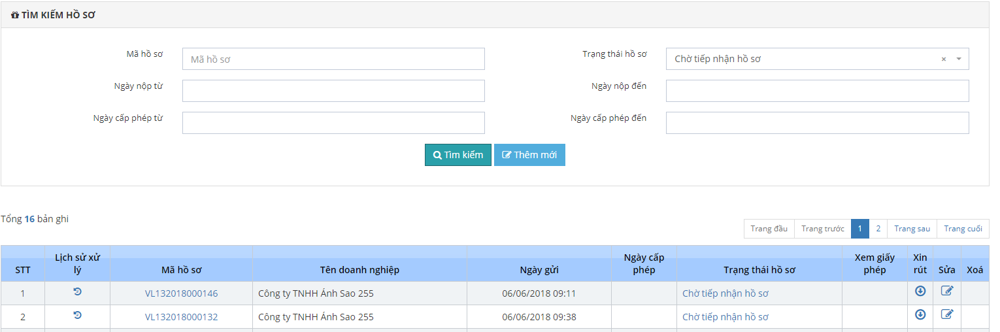 TÌM KIẾM HỒ SƠ
Mã hồ sơ Mã hồ sơ Trạng thái hồ sơ Chờ tiếp nhận hồ sơ ×
Ngày nộp từ Ngày nộp đến
Ngày cấp phép từ Ngày cấp phép đến
Tìm kiếm Thêm mới
Tổng 16 bản ghi
Trang đầu Trang trước 1 2 Trang sau Trang cuối
STT Lịch sử xử lý Mã hồ sơ Tên doanh nghiệp Ngày gửi Ngày cấp phép Trạng thái hồ sơ Xem giấy phép Xin rút Sửa Xoá
1 VL132018000146 Công ty TNHH Ánh Sao 255 06/06/2018 09:11 Chờ tiếp nhận hồ sơ
2 VL132018000132 Công ty TNHH Ánh Sao 255 06/06/2018 09:38 Chờ tiếp nhận hồ sơ